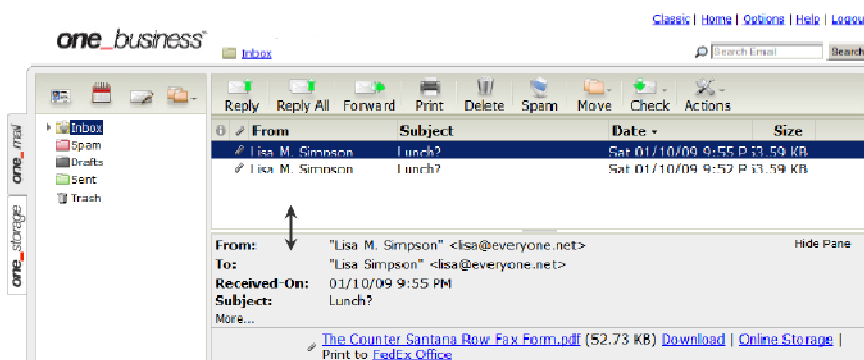 Classic | Home | Options | Help | Logout
one_business
Inbox
Search Email Search
Reply Reply All Forward Print Delete Spam Move Check Actions
From Subject Date Size
Lisa M. Simpson Lunch? Sat 01/10/09 9:55 P 53.59 KB
Lisa M. Simpson Lunch? Sat 01/10/09 9:52 P 53.59 KB
Inbox
Spam
Drafts
Sent
Trash
one_mail
one_storage
From: "Lisa M. Simpson" <lisa@everyone.net> Hide Pane
To: "Lisa Simpson" <lisa@everyone.net>
Received-On: 01/10/09 9:55 PM
Subject: Lunch?
More...
The Counter Santana Row Fax Form.pdf (52.73 KB) Download | Online Storage |
Print to FedEx Office